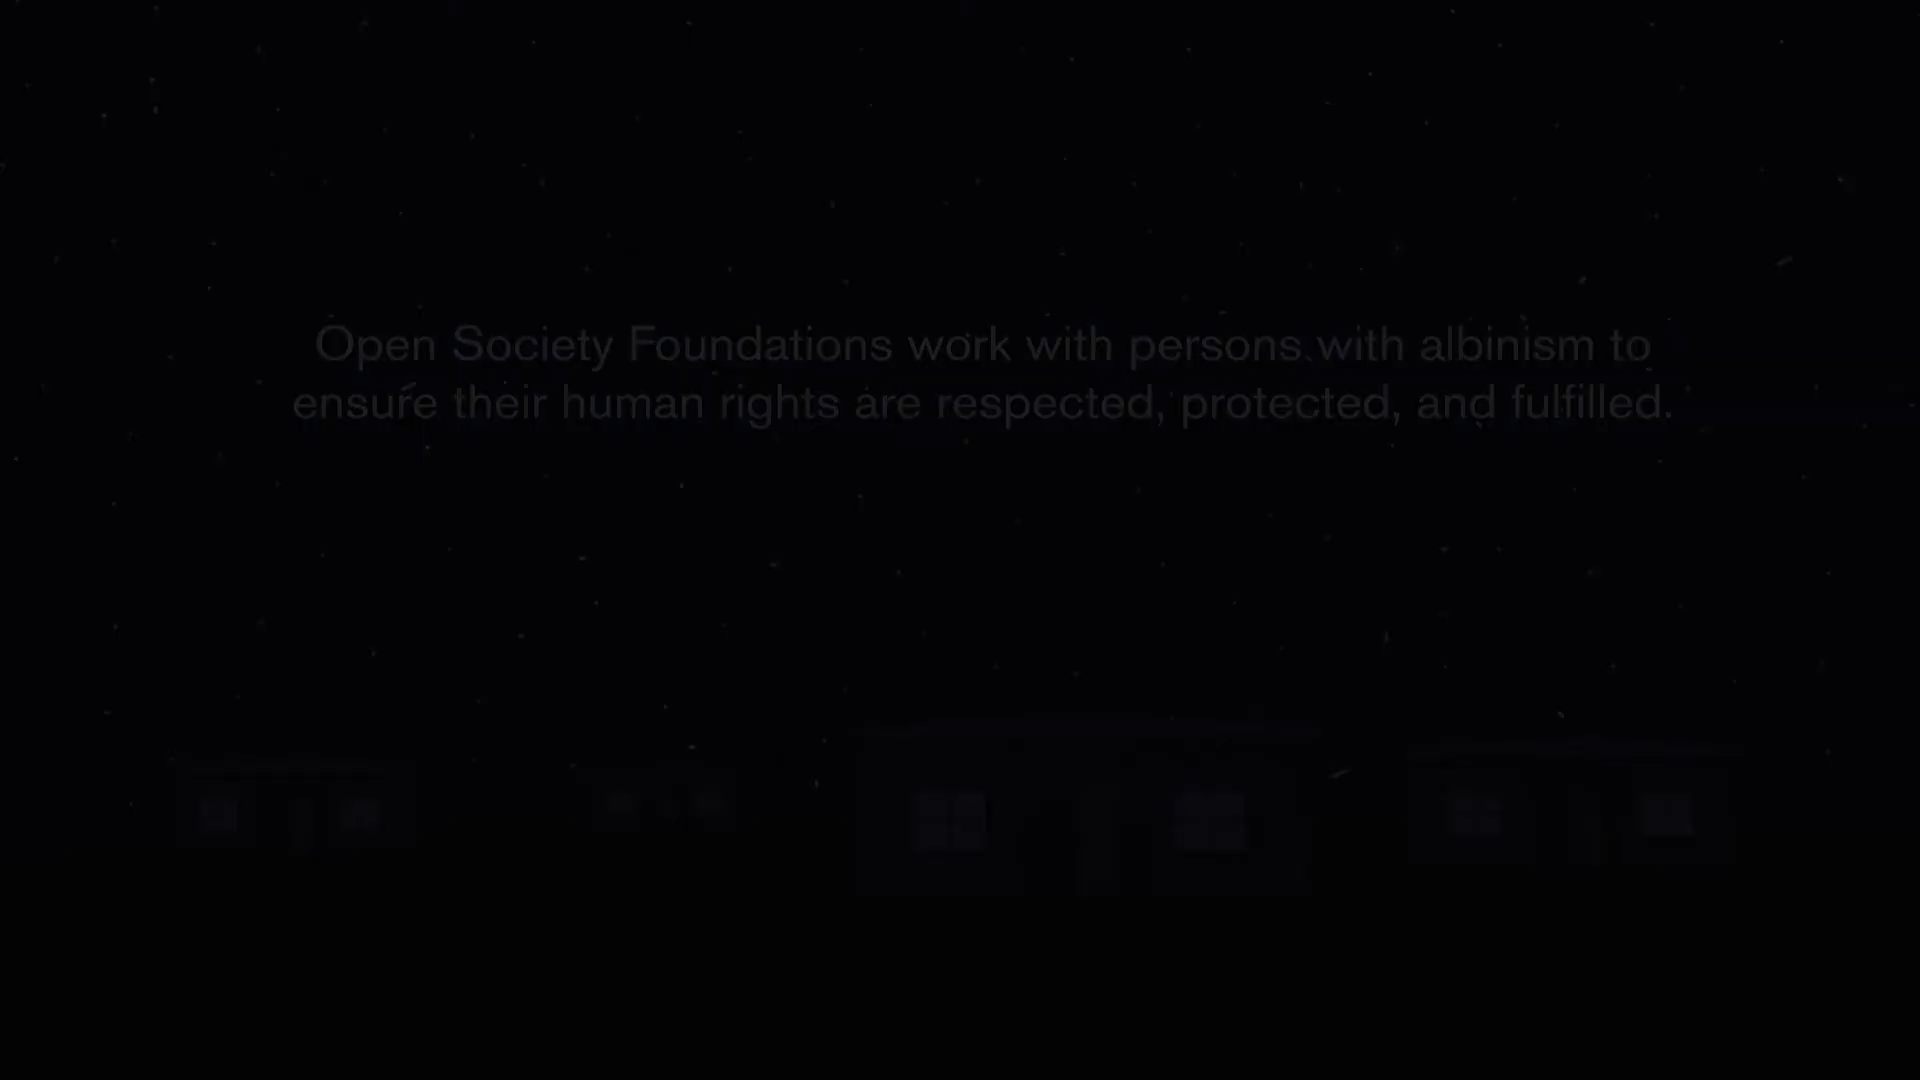 Open Society Foundations work with persons with albinism to
ensure their human rights are respected, protected, and fulfilled.